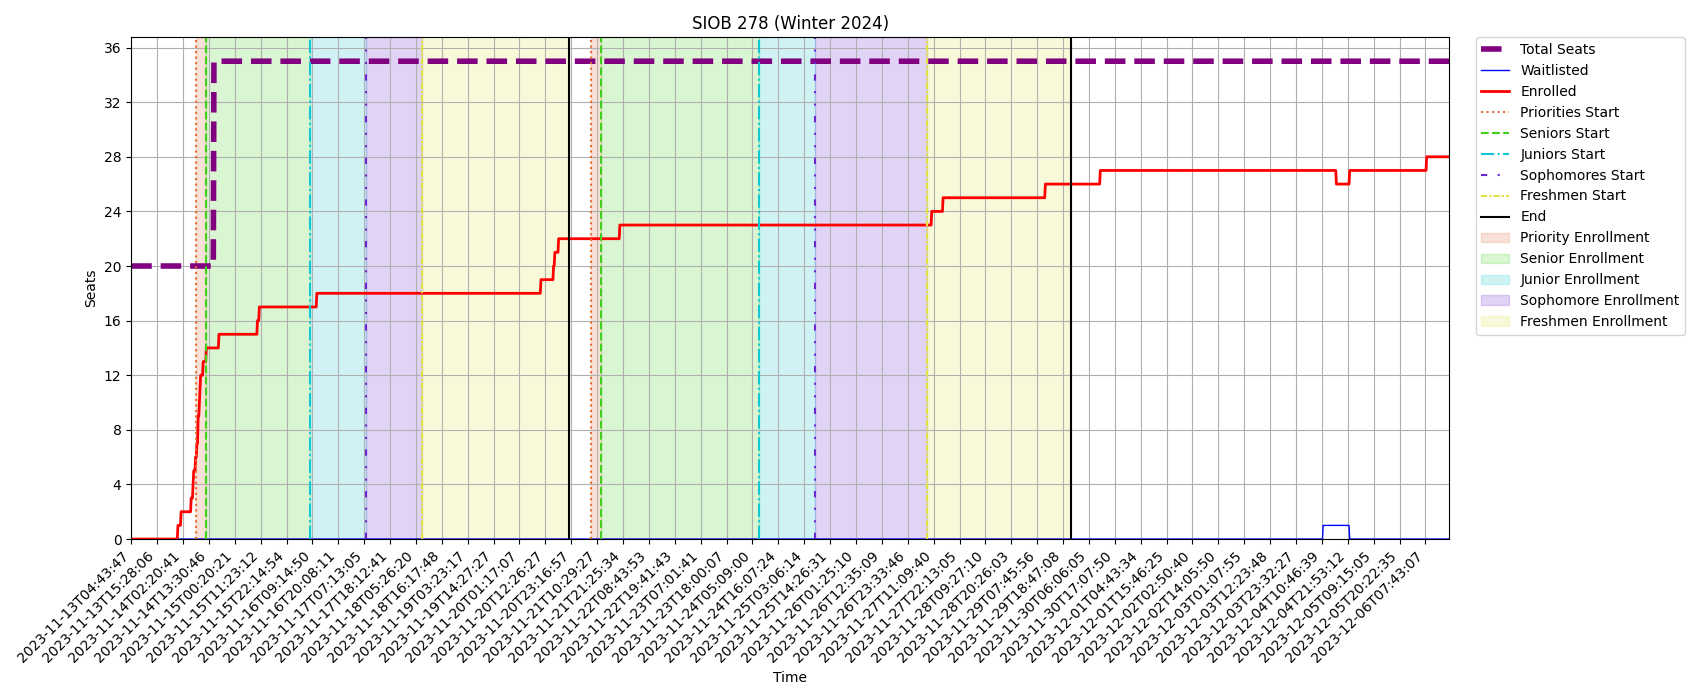 SIOB 278 (Winter 2024)
Seats
36
32
28
24
20
16
12
8
4
0
2023-11-13T04:43:47
2023-11-13T15:28:06
2023-11-14T02:20:41
2023-11-14T13:30:46
2023-11-15T00:20:21
2023-11-15T11:23:12
2023-11-15T22:14:54
2023-11-16T09:14:50
2023-11-16T20:08:11
2023-11-17T07:13:05
2023-11-17T18:12:41
2023-11-18T05:26:20
2023-11-18T16:17:48
2023-11-19T03:23:17
2023-11-19T14:27:27
2023-11-20T01:17:07
2023-11-20T12:26:27
2023-11-20T23:16:57
2023-11-21T10:29:27
2023-11-21T21:25:34
2023-11-22T08:43:53
2023-11-22T19:41:43
2023-11-23T07:01:41
2023-11-23T18:00:07
2023-11-24T05:09:00
2023-11-24T16:07:24
2023-11-25T03:06:14
2023-11-25T14:26:31
2023-11-26T01:25:10
2023-11-26T12:35:09
2023-11-26T23:33:46
2023-11-27T11:09:40
2023-11-27T22:13:05
2023-11-28T09:27:10
2023-11-28T20:26:03
2023-11-29T07:45:56
2023-11-29T18:47:08
2023-11-30T06:06:05
2023-11-30T17:07:50
2023-12-01T04:43:34
2023-12-01T15:46:25
2023-12-02T02:50:40
2023-12-02T14:05:50
2023-12-03T01:07:55
2023-12-03T12:23:48
2023-12-03T23:32:27
2023-12-04T10:46:39
2023-12-04T21:53:12
2023-12-05T09:15:05
2023-12-05T20:22:35
2023-12-06T07:43:07
Time
Total Seats
Waitlisted
Enrolled
Priorities Start
Seniors Start
Juniors Start
Sophomores Start
Freshmen Start
End
Priority Enrollment
Senior Enrollment
Junior Enrollment
Sophomore Enrollment
Freshmen Enrollment